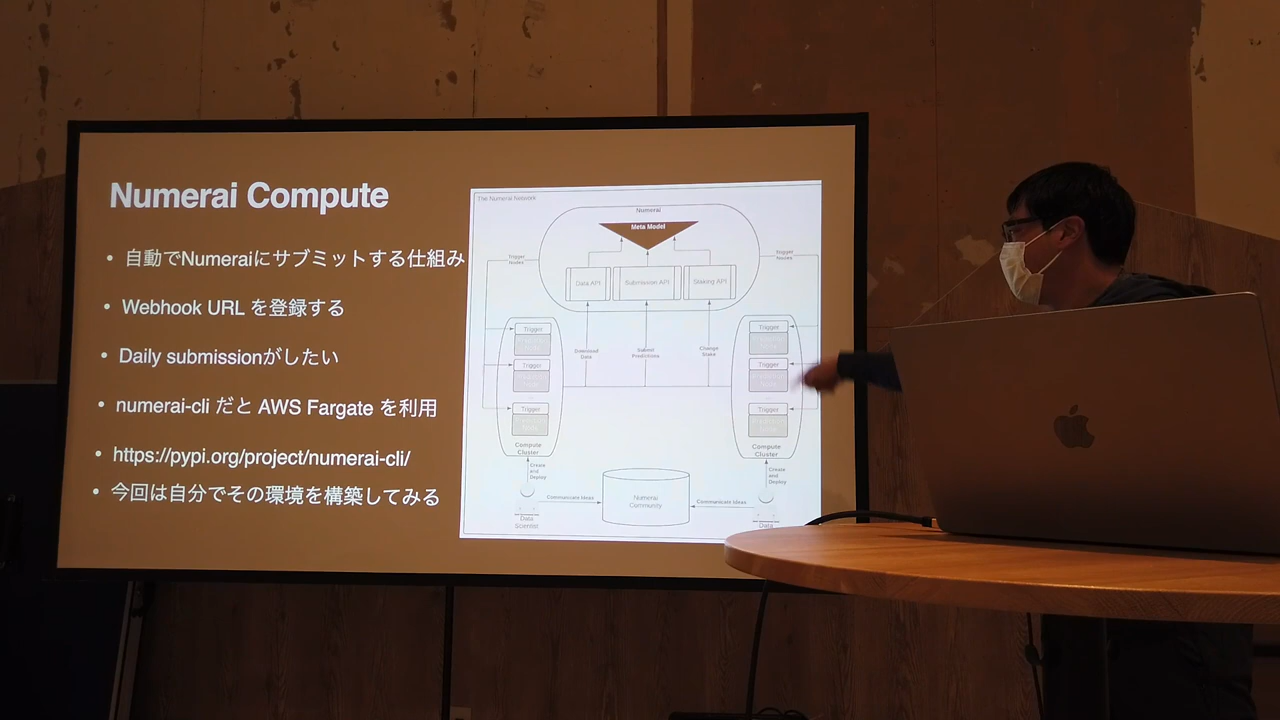 Numerai Compute
• 自動でNumeraiにサブミットする仕組み
• Webhook URL を登録する
• Daily submissionがしたい
• numerai-cli だと AWS Fargate を利用
• https://pypi.org/project/numerai-cli/
• 今回は自分でその環境を構築してみる
The Numerai Network
Numerai
Meta Model
Trigger
Nodes
Trigger
Nodes
Data API
Submission API
Staking API
Trigger
Trigger
Trigger
Download
Data
Submit
Predictions
Change
Stake
Trigger
Trigger
Trigger
Compute
Cluster
Compute
Cluster
Create
and
Deploy
Create
and
Deploy
Communicate Ideas
Numerai
Community
Communicate Ideas
Data
Scientist
Data